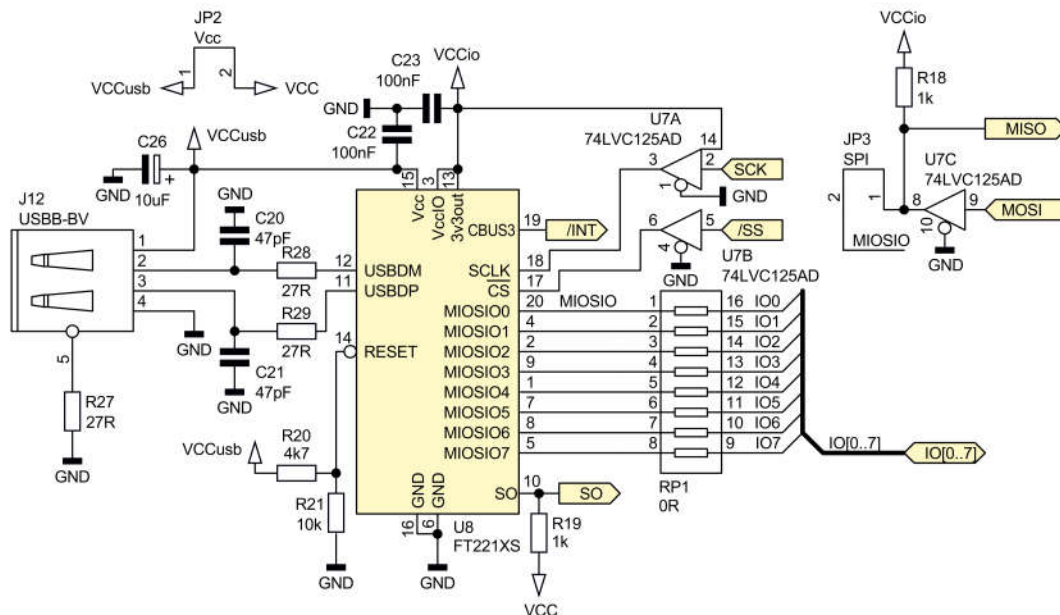 JP2
Vcc
1
2
VCCusb
VCC
C23
100nF
VCCio
GND
C22
100nF
C26
10uF
+
GND
VCCusb
J12
USBB-BV
1
2
3
4
5
GND
C20
47pF
R28
27R
R29
27R
C21
47pF
GND
GND
R27
27R
GND
VCCusb
R20
4k7
R21
10k
GND
15
3
13
Vcc
VccIO
3v3out
12
USBDM
11
USBDP
14
RESET
CBUS3
19
/INT
SCLK
18
CS
17
MIOSIO0
20
MIOSIO
1
16
IO0
MIOSIO1
4
2
15
IO1
MIOSIO2
2
3
14
IO2
MIOSIO3
9
4
13
IO3
MIOSIO4
1
5
12
IO4
MIOSIO5
7
6
11
IO5
MIOSIO6
8
7
10
IO6
MIOSIO7
5
8
9
IO7
SO
10
SO
GND
GND
16
6
GND
U8
FT221XS
R19
1k
VCC
RP1
0R
IO[0..7]
IO[0..7]
U7A
74LVC125AD
14
3
2
1
SCK
GND
6
5
4
/SS
GND
U7B
74LVC125AD
VCCio
R18
1k
MISO
JP3
SPI
2
1
MIOSIO
U7C
74LVC125AD
8
9
10
MOSI
GND